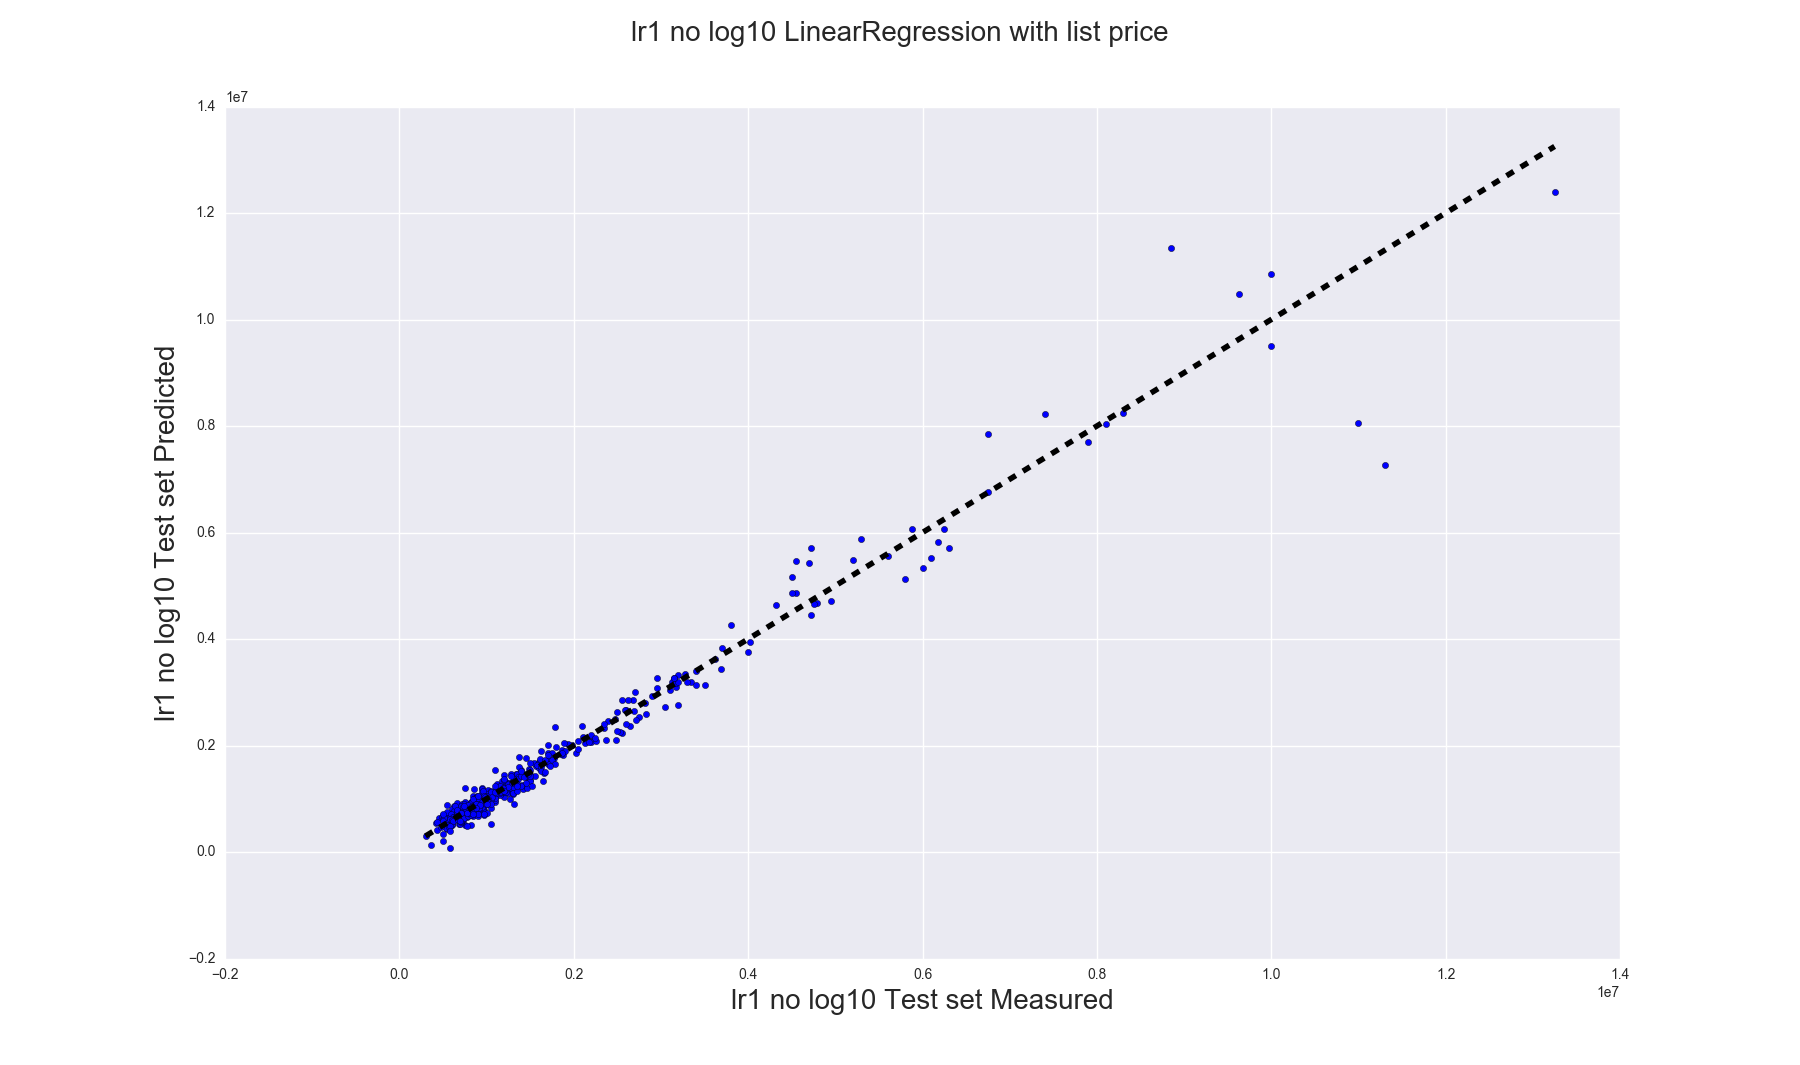 lr1 no log10 LinearRegression with list price
1e7
1.4
1.2
1.0
0.8
0.6
0.4
0.2
0.0
−0.2
lr1 no log10 Test set Predicted
−0.2 0.0 0.2 0.4 0.6 0.8 1.0 1.2 1.4
1e7
lr1 no log10 Test set Measured